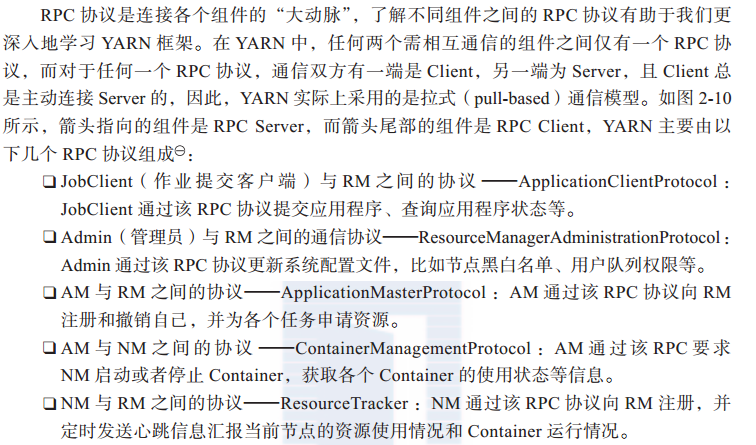 RPC 协议是连接各个组件的“大动脉”，了解不同组件之间的 RPC 协议有助于我们更
深入地学习 YARN 框架。在 YARN 中，任何两个需相互通信的组件之间仅有一个 RPC 协
议，而对于任何一个 RPC 协议，通信双方有一端是 Client，另一端为 Server，且 Client 总
是主动连接 Server 的，因此，YARN 实际上采用的是拉式（pull-based）通信模型。如图 2-10
所示，箭头指向的组件是 RPC Server，而箭头尾部的组件是 RPC Client，YARN 主要由以
下几个 RPC 协议组成㊀：
❑ JobClient（作业提交客户端）与 RM 之间的协议 ——ApplicationClientProtocol：
JobClient 通过该 RPC 协议提交应用程序、查询应用程序状态等。
❑ Admin（管理员）与 RM 之间的通信协议——ResourceManagerAdministrationProtocol：
Admin 通过该 RPC 协议更新系统配置文件，比如节点黑白名单、用户队列权限等。
❑ AM 与 RM 之间的协议——ApplicationMasterProtocol：AM 通过该 RPC 协议向 RM
注册和撤销自己，并为各个任务申请资源。
❑ AM 与 NM 之间的协议 ——ContainerManagementProtocol：AM 通过该 RPC 要求
NM 启动或者停止 Container，获取各个 Container 的使用状态等信息。
❑ NM 与 RM 之间的协议——ResourceTracker：NM 通过该 RPC 协议向 RM 注册，并
定时发送心跳信息汇报当前节点的资源使用情况和 Container 运行情况。